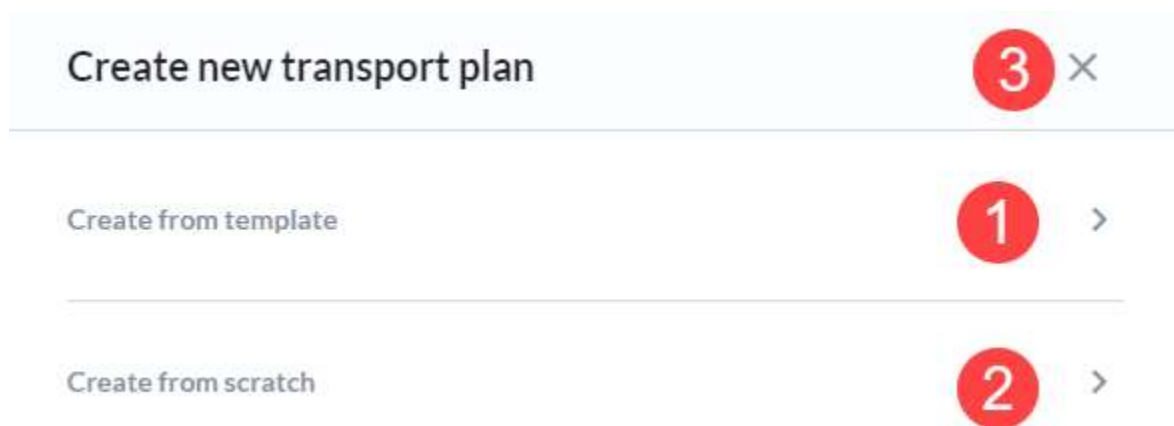 Create new transport plan 3 ×
Create from template 1 >
Create from scratch 2 >